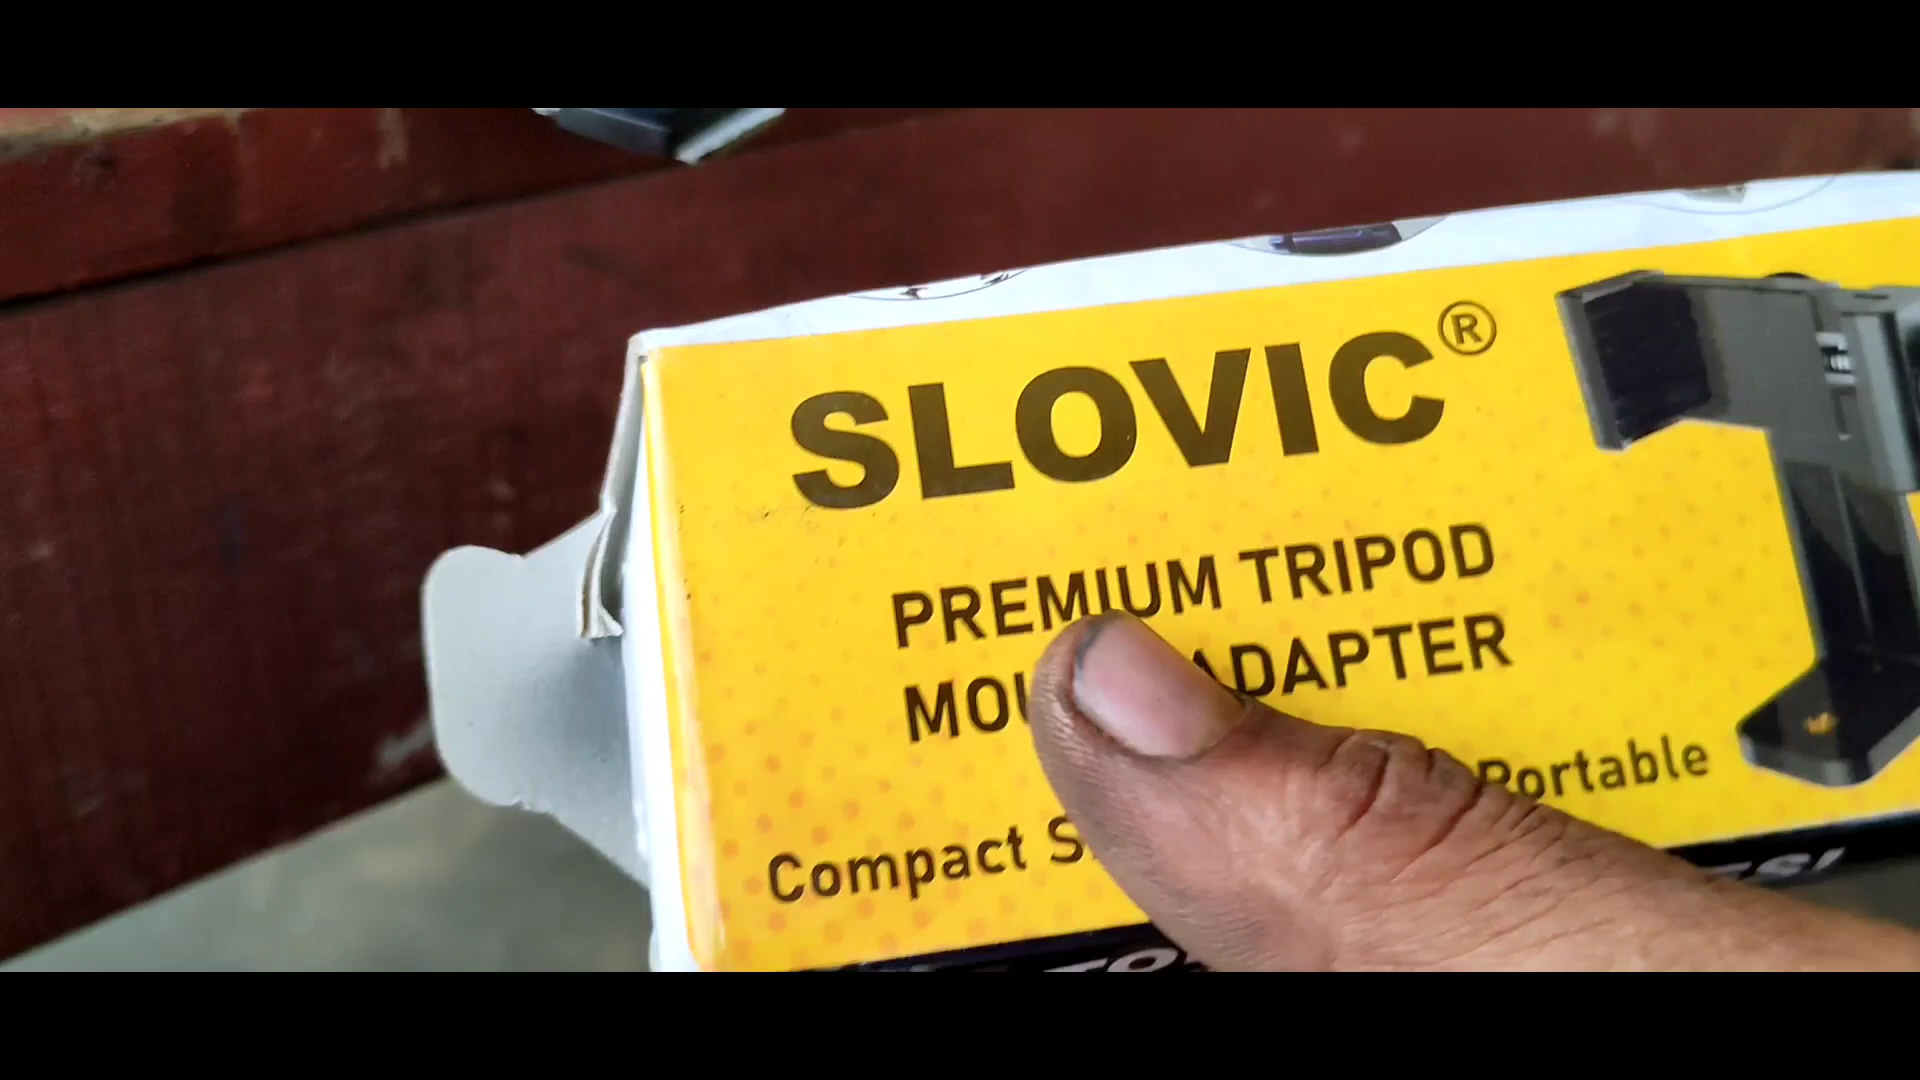 SLOVIC®
PREMIUM TRIPOD
ADAPTER
Compact
Portable